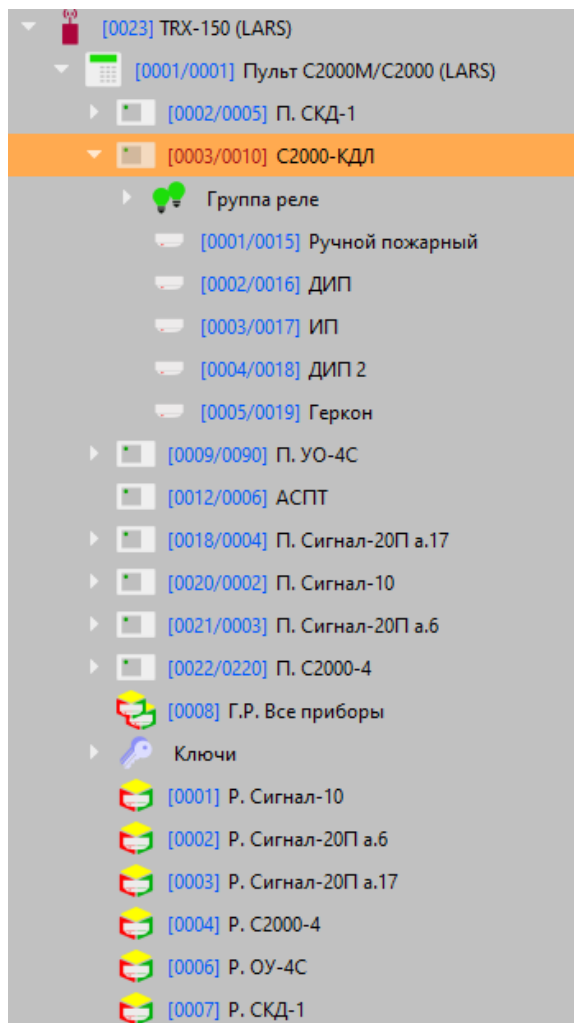 [0023] TRX-150 (LARS)
[0001/0001] Пульт С2000М/С2000 (LARS)
[0002/0005] П. СКД-1
[0003/0010] С2000-КДЛ
Группа реле
[0001/0015] Ручной пожарный
[0002/0016] ДИП
[0003/0017] ИП
[0004/0018] ДИП 2
[0005/0019] Геркон
[0009/0090] П. УО-4С
[0012/0006] АСПТ
[0018/0004] П. Сигнал-20П а.17
[0020/0002] П. Сигнал-10
[0021/0003] П. Сигнал-20П а.6
[0022/0220] П. С2000-4
[0008] Г.Р. Все приборы
Ключи
[0001] Р. Сигнал-10
[0002] Р. Сигнал-20П а.6
[0003] Р. Сигнал-20П а.17
[0004] Р. С2000-4
[0006] Р. ОУ-4С
[0007] Р. СКД-1